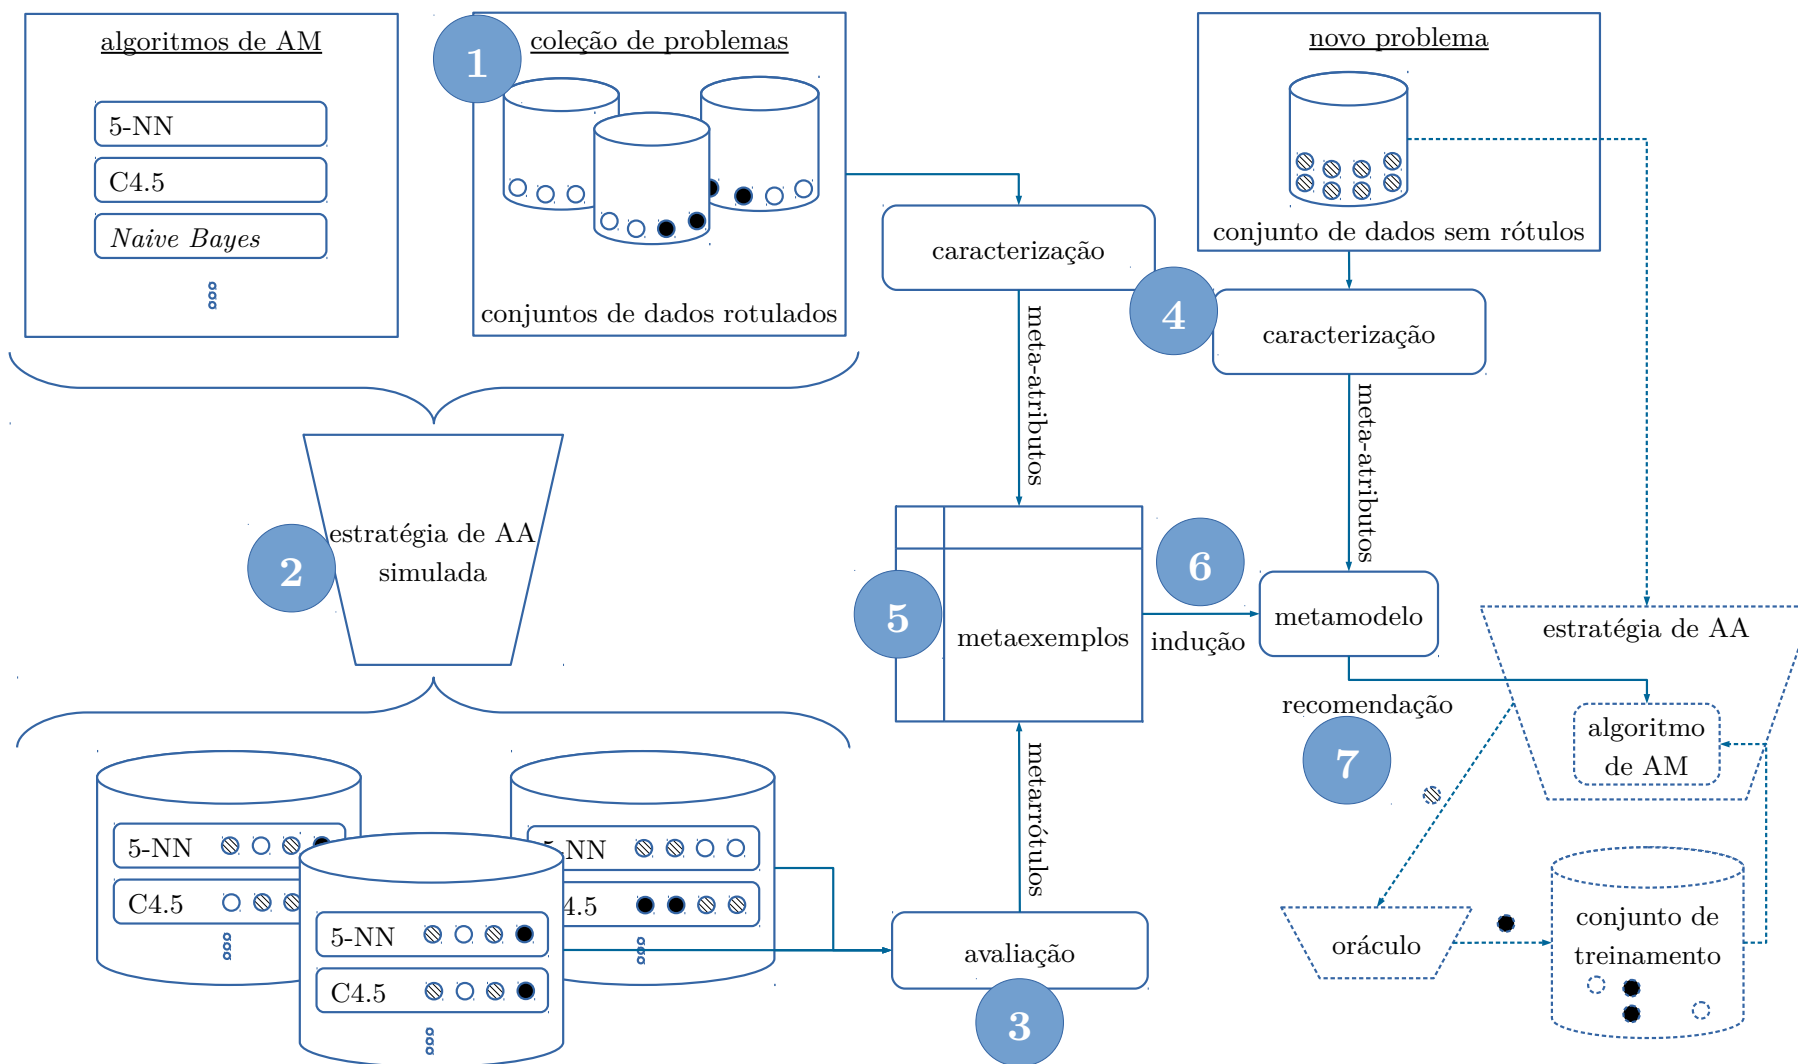 algoritmos de AM
5-NN
C4.5
Naive Bayes
1
coleção de problemas
conjuntos de dados rotulados
novo problema
conjunto de dados sem rótulos
caracterização
4
caracterização
meta-atributos
meta-atributos
estratégia de AA
simulada
2
5
metaexemplos
6
indução
metamodelo
recomendação
7
estratégia de AA
algoritmo
de AM
metarótulos
5-NN
C4.5
5-NN
C4.5
5-NN
4.5
avaliação
3
oráculo
conjunto de
treinamento